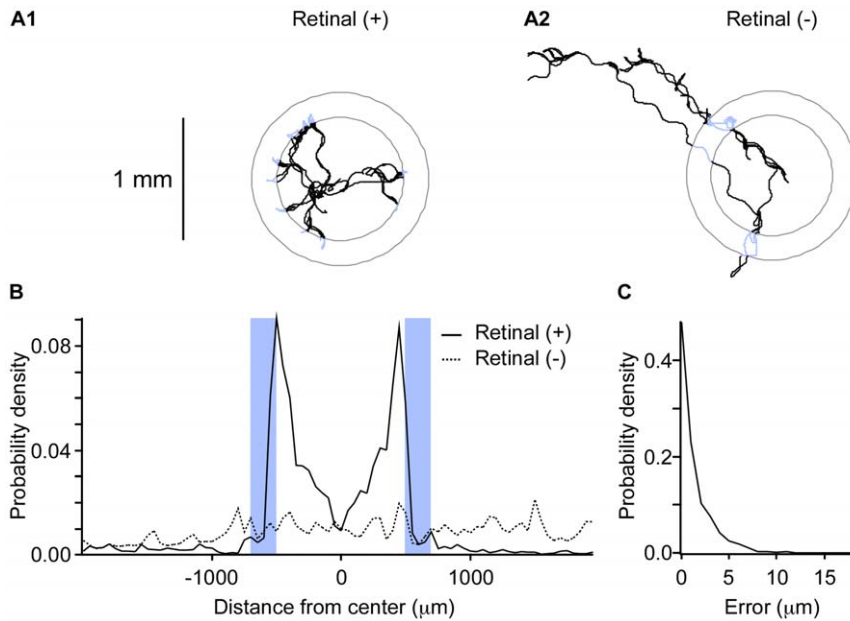 A1
Retinal (+)
A2
Retinal (-)
1 mm
B
Retinal (+)
Retinal (-)
Probability density
0.08
0.04
0.00
-1000
0
1000
Distance from center (μm)
C
Probability density
0.4
0.2
0.0
0
5
10
15
Error (μm)